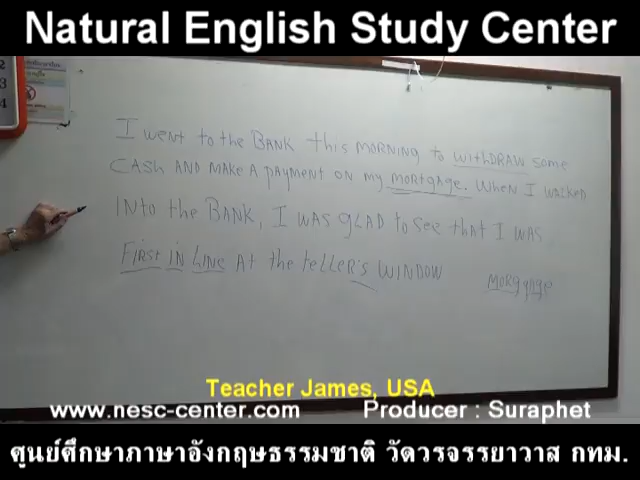 Natural English Study Center
2
3
4
I went to the BANK this MORNING to withDRAW some
CASH AND MAKE A PAYMENT ON MY MORtgAge. When I walked
INto the BANK, I WAS gLAD to See that I WAS
First IN LINE At the teLLER's WINDOW
MORtgAge
Teacher James, USA
www.nesc-center.com
Producer : Suraphet
ศูนย์ศึกษาภาษาอังกฤษธรรมชาติ วัดวรจรรยาวาส กทม.